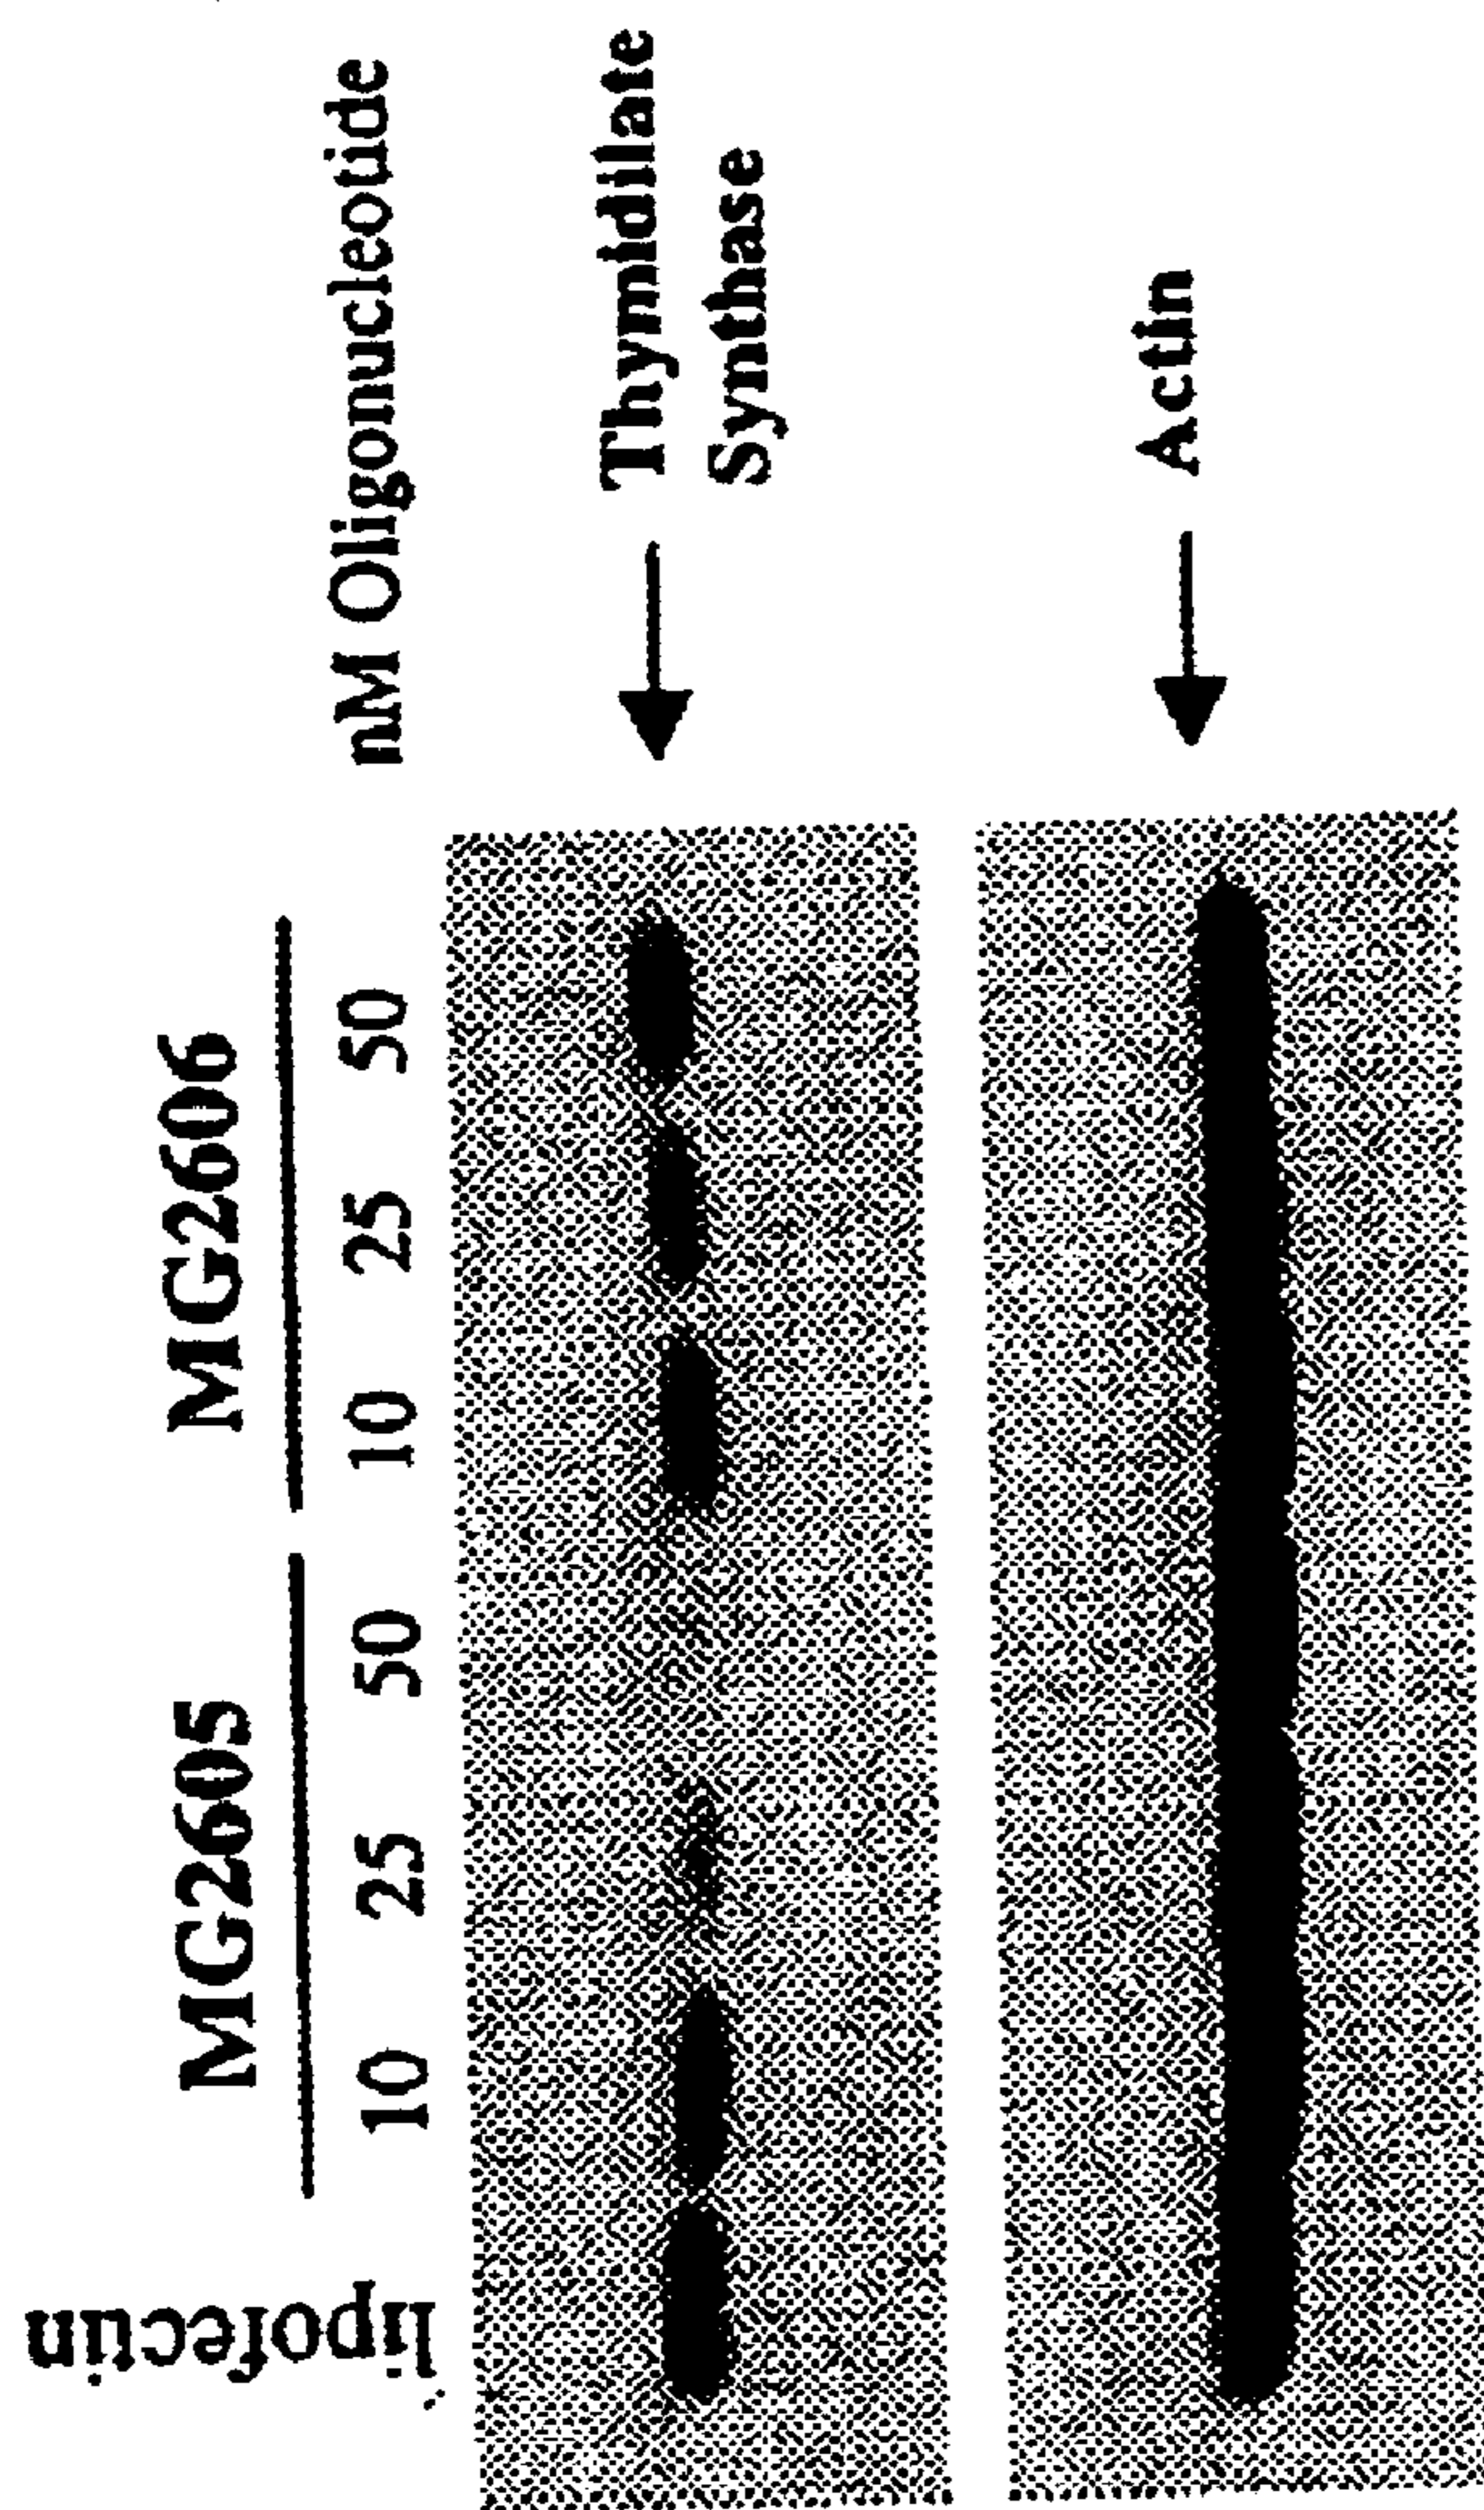 MG2605 MG2606
lipofectin 10 25 50 10 25 50 nM Oligonucleotide
Thymidilate
Synthase
Actin